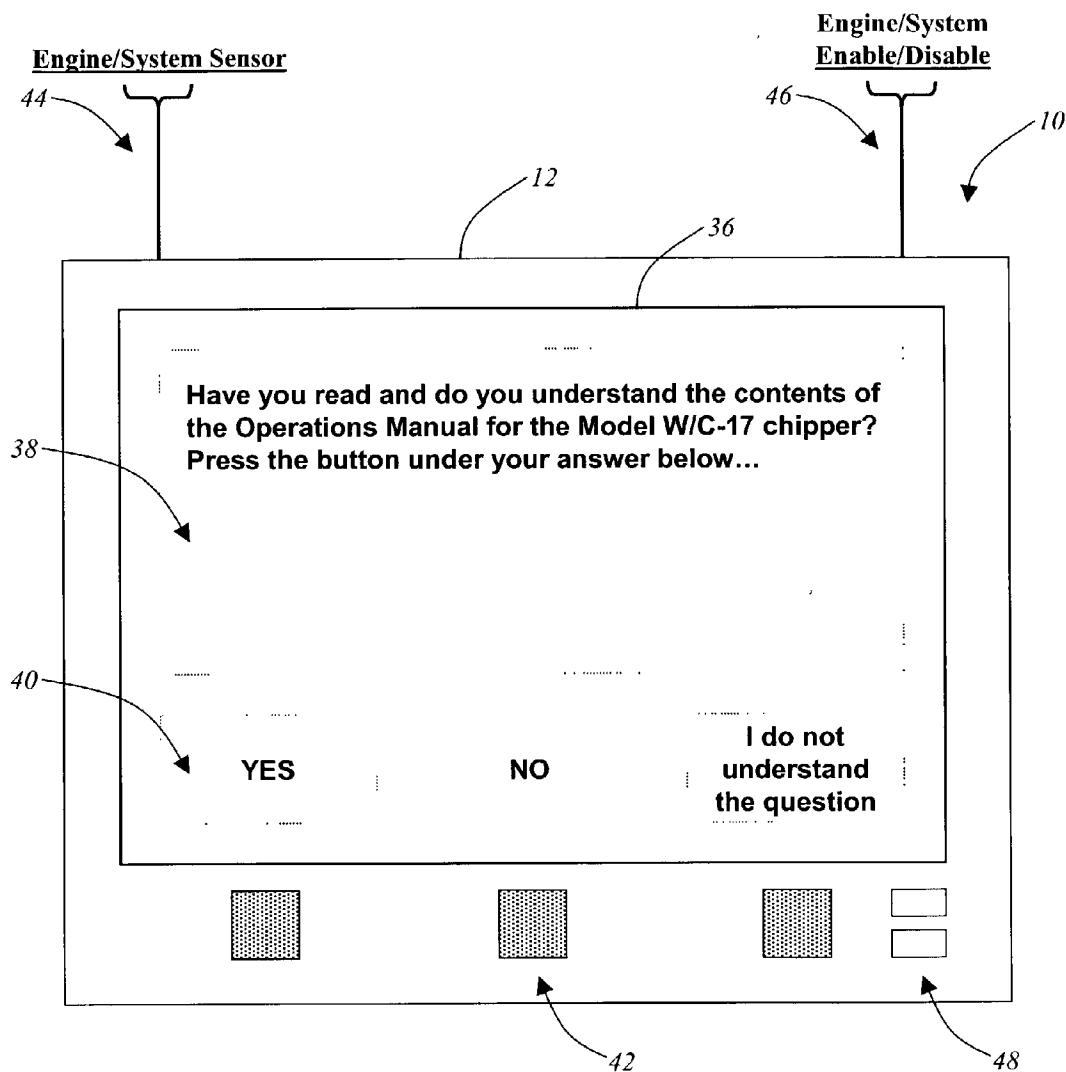 Engine/System
Enable/Disable
Engine/System Sensor
44
46
10
12
36
Have you read and do you understand the contents of
the Operations Manual for the Model W/C-17 chipper?
Press the button under your answer below…
38
40
YES
NO
I do not
understand
the question
42
48